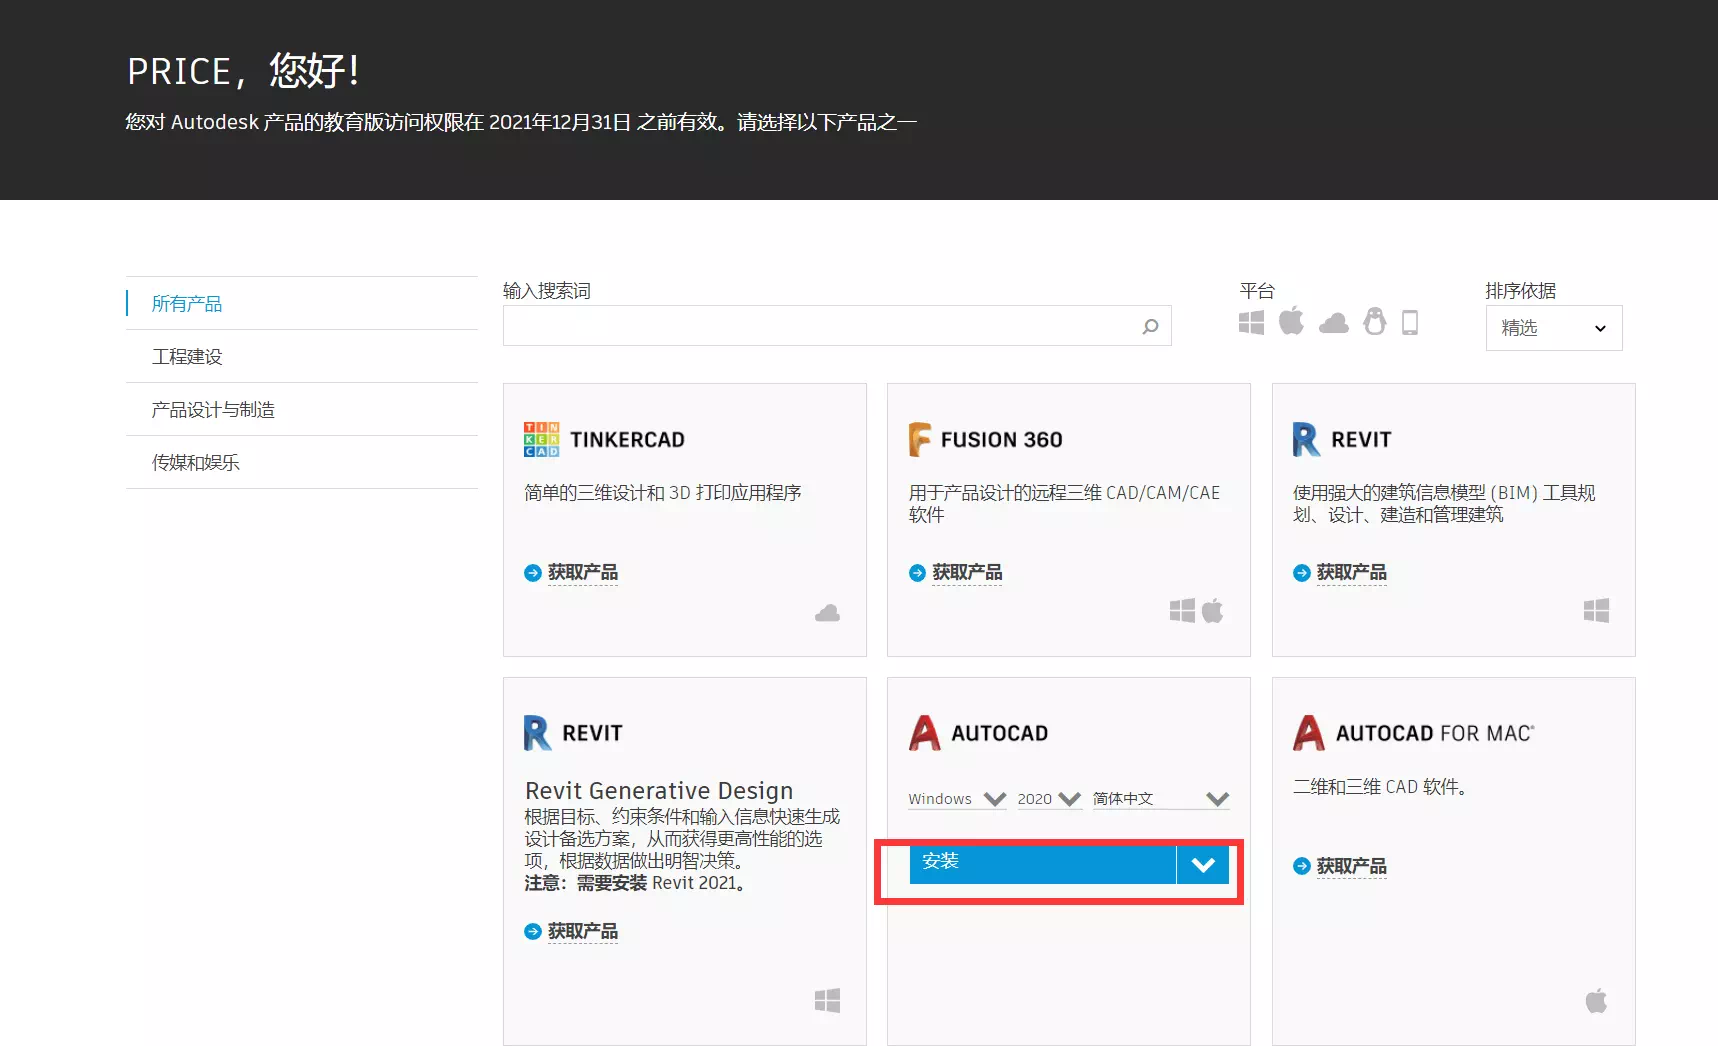 PRICE，您好！
您对 Autodesk 产品的教育版访问权限在 2021年12月31日 之前有效。请选择以下产品之一
所有产品
工程建设
产品设计与制造
传媒和娱乐
输入搜索词
平台
排序依据
精选
TINKERCAD
TINKERCAD
简单的三维设计和 3D 打印应用程序
获取产品
FUSION 360
用于产品设计的远程三维 CAD/CAM/CAE
软件
获取产品
REVIT
使用强大的建筑信息模型 (BIM) 工具规
划、设计、建造和管理建筑
获取产品
REVIT
Revit Generative Design
根据目标、约束条件和输入信息快速生成
设计备选方案，从而获得更高性能的选
项，根据数据做出明智决策。
注意：需要安装 Revit 2021。
获取产品
AUTOCAD
Windows 2020 简体中文
安装
AUTOCAD FOR MAC®
二维和三维 CAD 软件。
获取产品